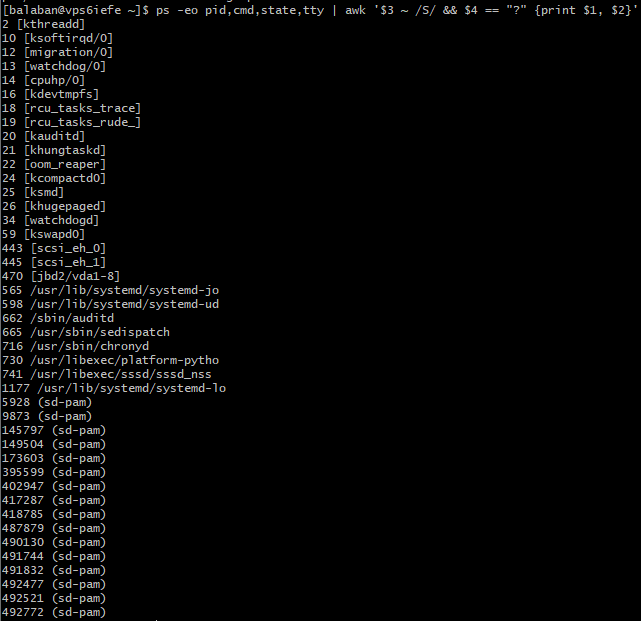 [balaban@vps6iefe ~]$ ps -eo pid,cmd,state,tty | awk '$3 ~ /S/ && $4 == "?" {print $1, $2}'
2 [kthreadd]
10 [ksoftirqd/0]
12 [migration/0]
13 [watchdog/0]
14 [cpuhp/0]
16 [kdevtmpfs]
18 [rcu_tasks_trace]
19 [rcu_tasks_rude_]
20 [kauditd]
21 [khungtaskd]
22 [oom_reaper]
24 [kcompactd0]
25 [ksmd]
26 [khugepaged]
34 [watchdogd]
59 [kswapd0]
443 [scsi_eh_0]
445 [scsi_eh_1]
470 [jbd2/vda1-8]
565 /usr/lib/systemd/systemd-jo
598 /usr/lib/systemd/systemd-ud
662 /sbin/auditd
665 /usr/sbin/sedispatch
716 /usr/sbin/chronyd
730 /usr/libexec/platform-pytho
741 /usr/libexec/sssd/sssd_nss
1177 /usr/lib/systemd/systemd-lo
5928 (sd-pam)
9873 (sd-pam)
145797 (sd-pam)
149504 (sd-pam)
173603 (sd-pam)
395599 (sd-pam)
402947 (sd-pam)
417287 (sd-pam)
418785 (sd-pam)
487879 (sd-pam)
490130 (sd-pam)
491744 (sd-pam)
491832 (sd-pam)
492477 (sd-pam)
492521 (sd-pam)
492772 (sd-pam)